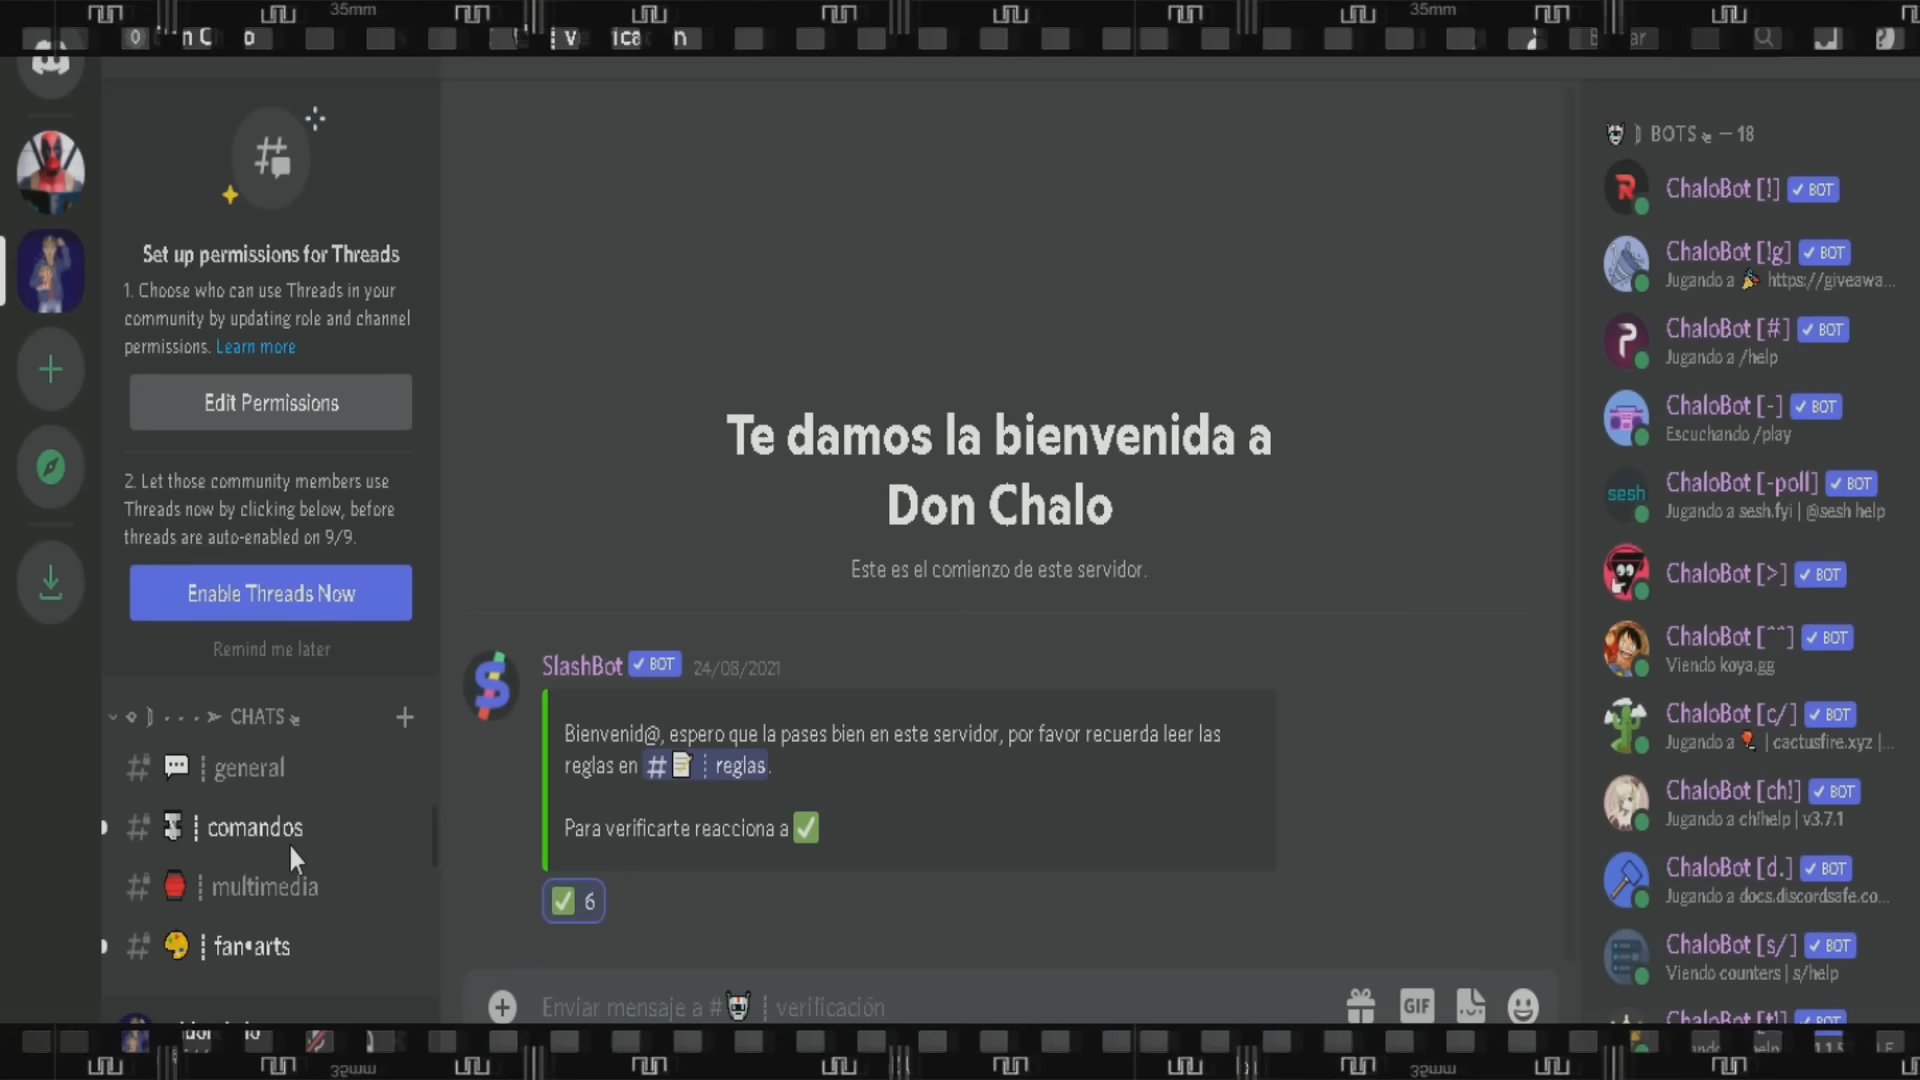 35mm
35mm
Set up permissions for Threads
1. Choose who can use Threads in your
community by updating role and channel
permissions. Learn more
Edit Permissions
2. Let those community members use
Threads now by clicking below, before
threads are auto-enabled on 9/9.
Enable Threads Now
Remind me later
CHATS
general
comandos
multimedia
fan•arts
Te damos la bienvenida a
Don Chalo
Este es el comienzo de este servidor.
SlashBot ✓ BOT 24/08/2021
Bienvenid@, espero que la pases bien en este servidor, por favor recuerda leer las
reglas en # 📝 ┊ reglas.
Para verificarte reacciona a ✅
✅ 6
Enviar mensaje a # ┊ verificación
GIF
BOTS — 18
ChaloBot [!] ✓ BOT
ChaloBot [!g] ✓ BOT
Jugando a 🎉 https://giveawa...
ChaloBot [#] ✓ BOT
Jugando a /help
ChaloBot [-] ✓ BOT
Escuchando /play
sesh
ChaloBot [-poll] ✓ BOT
Jugando a sesh.fyi | @sesh help
ChaloBot [>] ✓ BOT
ChaloBot [^^] ✓ BOT
Viendo koya.gg
ChaloBot [c/] ✓ BOT
Jugando a | cactusfire.xyz |...
ChaloBot [ch!] ✓ BOT
Jugando a ch!help | v3.7.1
ChaloBot [d.] ✓ BOT
Jugando a docs.discordsafe.co...
ChaloBot [s/] ✓ BOT
Viendo counters | s/help
ChaloBot [t!] ✓ BOT
35mm
35mm